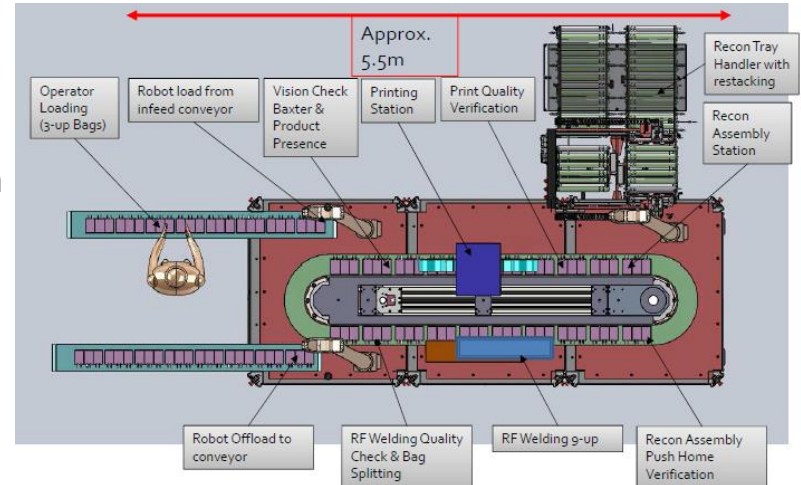 Approx.
5.5m
Operator
Loading
(3-up Bags)
Robot load from
infeed conveyor
Vision Check
Baxter &
Product
Presence
Printing
Station
Print Quality
Verification
Recon Tray
Handler with
restacking
Recon
Assembly
Station
Robot Offload to
conveyor
RF Welding Quality
Check & Bag
Splitting
RF Welding 9-up
Recon Assembly
Push Home
Verification